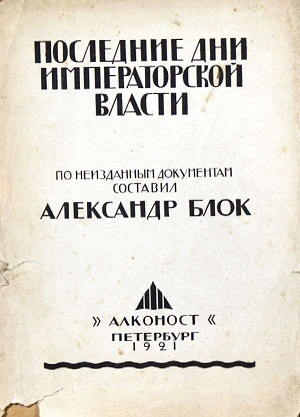 ПОСЛЕДНИЕ ДНИ
ИМПЕРАТОРСКОЙ
ВЛАСТИ
ПО НЕИЗДАННЫМ ДОКУМЕНТАМ
СОСТАВИЛ
АЛЕКСАНДР БЛОК
» АЛКОНОСТ «
ПЕТЕРБУРГ
1921